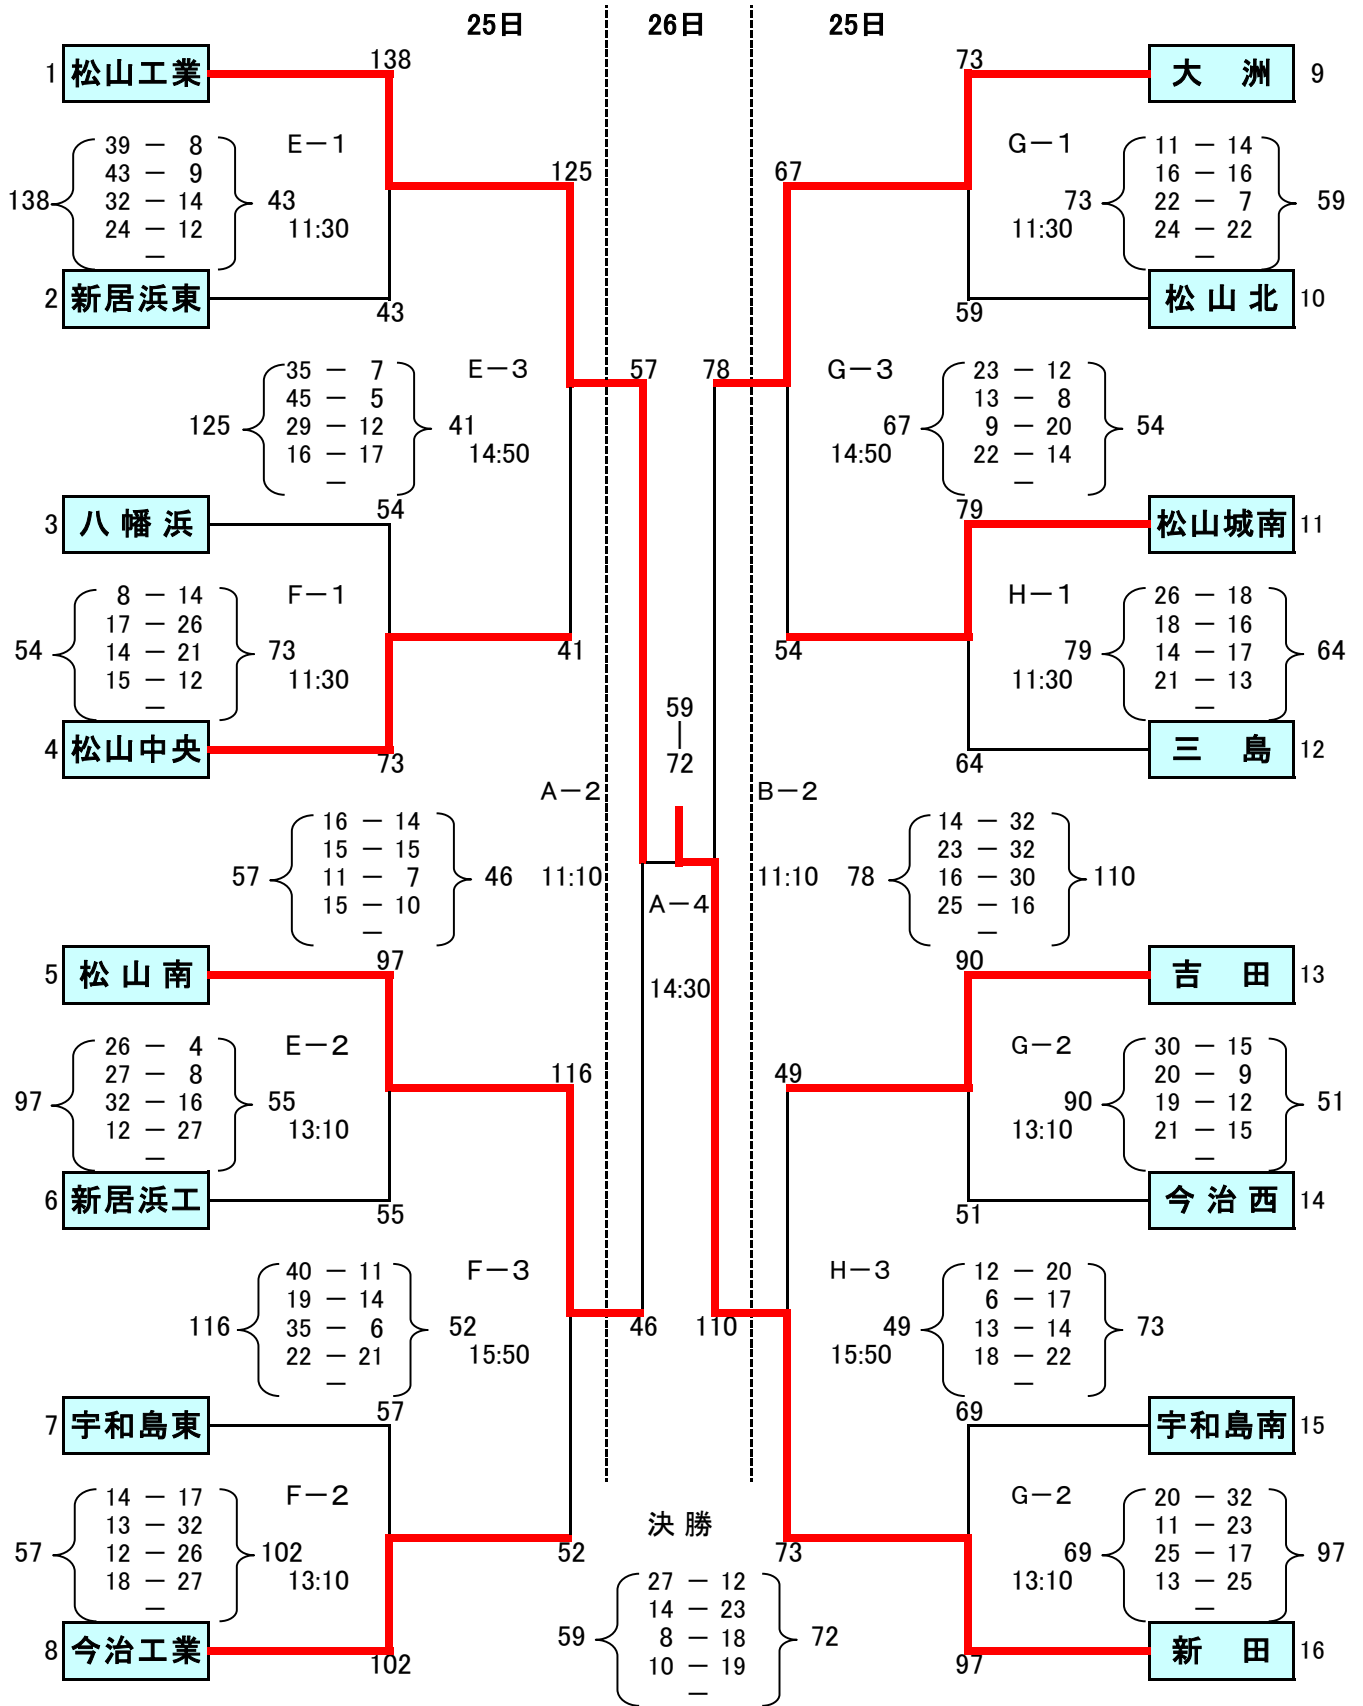 25日 26日 25日
1 松山工業 138
E－1
39 － 8
43 － 9
32 － 14
24 － 12
－
138 43
11:30
2 新居浜東 43
125
E－3
35 － 7
45 － 5
29 － 12
16 － 17
－
125 41
14:50
3 八幡浜 54
F－1
8 － 14
17 － 26
14 － 21
15 － 12
－
54 73
11:30
4 松山中央 73
41
57
A－2
16 － 14
15 － 15
11 － 7
15 － 10
－
57 46
11:10
5 松山南 97
E－2
26 － 4
27 － 8
32 － 16
12 － 27
－
97 55
13:10
6 新居浜工 55
116
F－3
40 － 11
19 － 14
35 － 6
22 － 21
－
116 52
15:50
46
7 宇和島東 57
F－2
14 － 17
13 － 32
12 － 26
18 － 27
－
57 102
13:10
8 今治工業 102
52
59
｜
72
A－4
14:30
決勝
27 － 12
14 － 23
8 － 18
10 － 19
－
59 72
73 大洲 9
G－1
11 － 14
16 － 16
22 － 7
24 － 22
－
73 59
11:30
59 松山北 10
67
78
G－3
23 － 12
13 － 8
9 － 20
22 － 14
－
67 54
14:50
79 松山城南 11
H－1
26 － 18
18 － 16
14 － 17
21 － 13
－
79 64
11:30
54
64 三島 12
B－2
14 － 32
23 － 32
16 － 30
25 － 16
－
78 110
11:10
90 吉田 13
G－2
30 － 15
20 － 9
19 － 12
21 － 15
－
90 51
13:10
51 今治西 14
49
110
H－3
12 － 20
6 － 17
13 － 14
18 － 22
－
49 73
15:50
69 宇和島南 15
G－2
20 － 32
11 － 23
25 － 17
13 － 25
－
69 97
13:10
73
97 新田 16